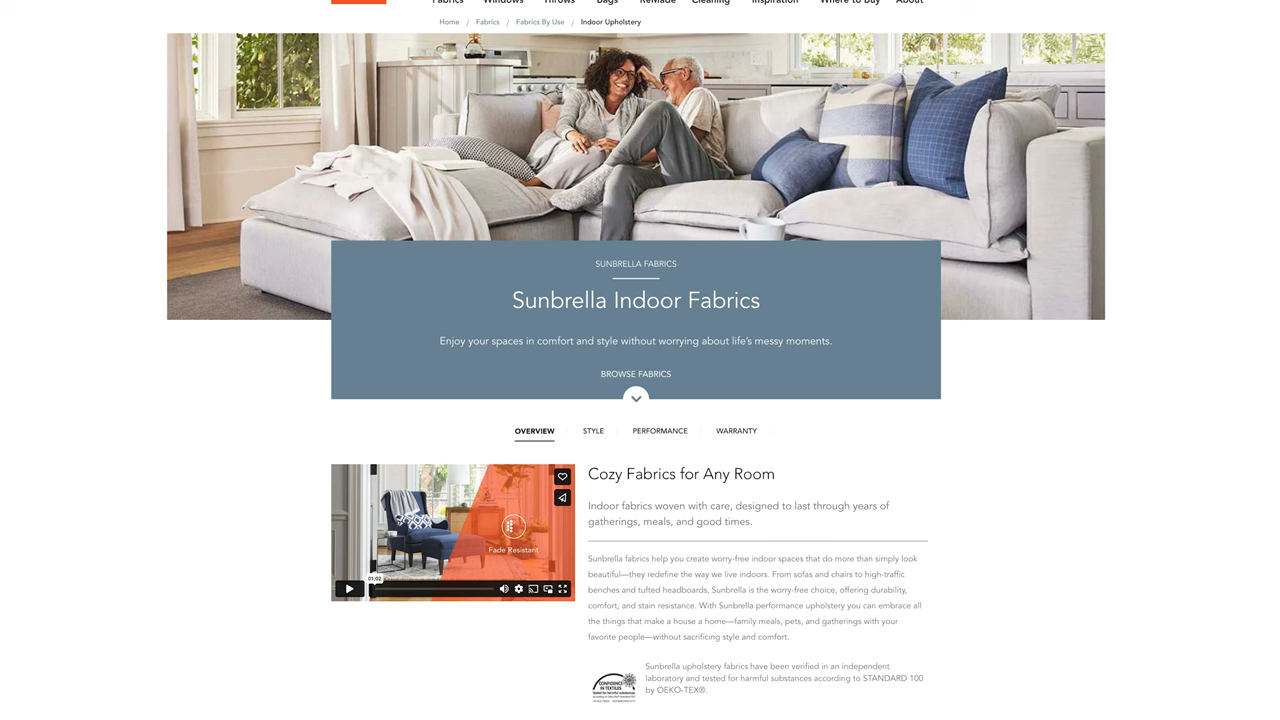 Fabrics Windows Throws Bags ReMade Cleaning Inspiration Where to Buy About
Home / Fabrics / Fabrics By Use / Indoor Upholstery
SUNBRELLA FABRICS
Sunbrella Indoor Fabrics
Enjoy your spaces in comfort and style without worrying about life's messy moments.
BROWSE FABRICS
OVERVIEW STYLE PERFORMANCE WARRANTY
Fade Resistant
01:02
Cozy Fabrics for Any Room
Indoor fabrics woven with care, designed to last through years of
gatherings, meals, and good times.
Sunbrella fabrics help you create worry-free indoor spaces that do more than simply look
beautiful—they redefine the way we live indoors. From sofas and chairs to high-traffic
benches and tufted headboards, Sunbrella is the worry-free choice, offering durability,
comfort, and stain resistance. With Sunbrella performance upholstery you can embrace all
the things that make a house a home—family meals, pets, and gatherings with your
favorite people—without sacrificing style and comfort.
CONFIDENCE
IN TEXTILES
Sunbrella upholstery fabrics have been verified in an independent
laboratory and tested for harmful substances according to STANDARD 100
by OEKO-TEX®.